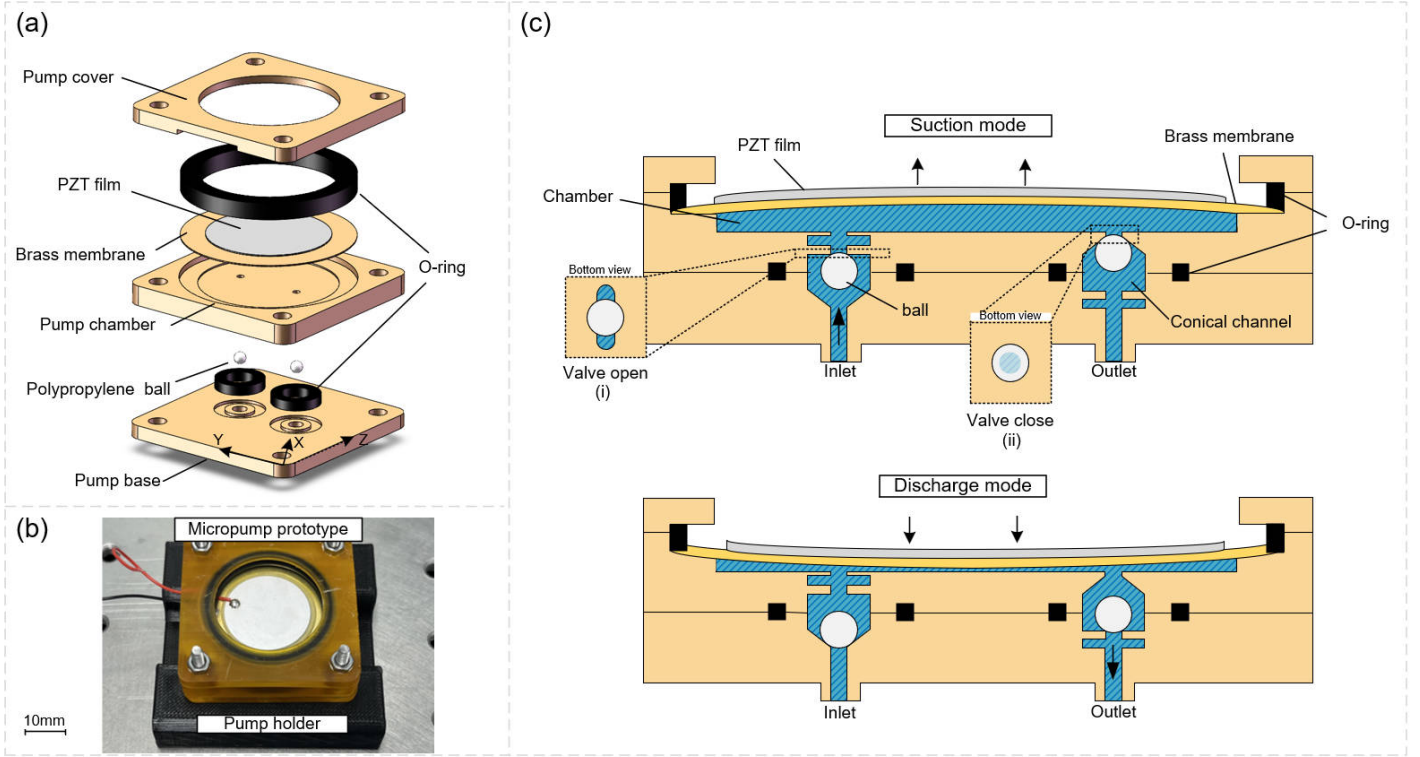 (a)
Pump cover
PZT film
Brass membrane
O-ring
Pump chamber
Polypropylene ball
Y
X
Z
Pump base
(b)
Micropump prototype
10mm
Pump holder
(c)
Suction mode
PZT film
Brass membrane
Chamber
O-ring
Bottom view
ball
Bottom view
Conical channel
Valve open
(i)
Inlet
Outlet
Valve close
(ii)
Discharge mode
Inlet
Outlet